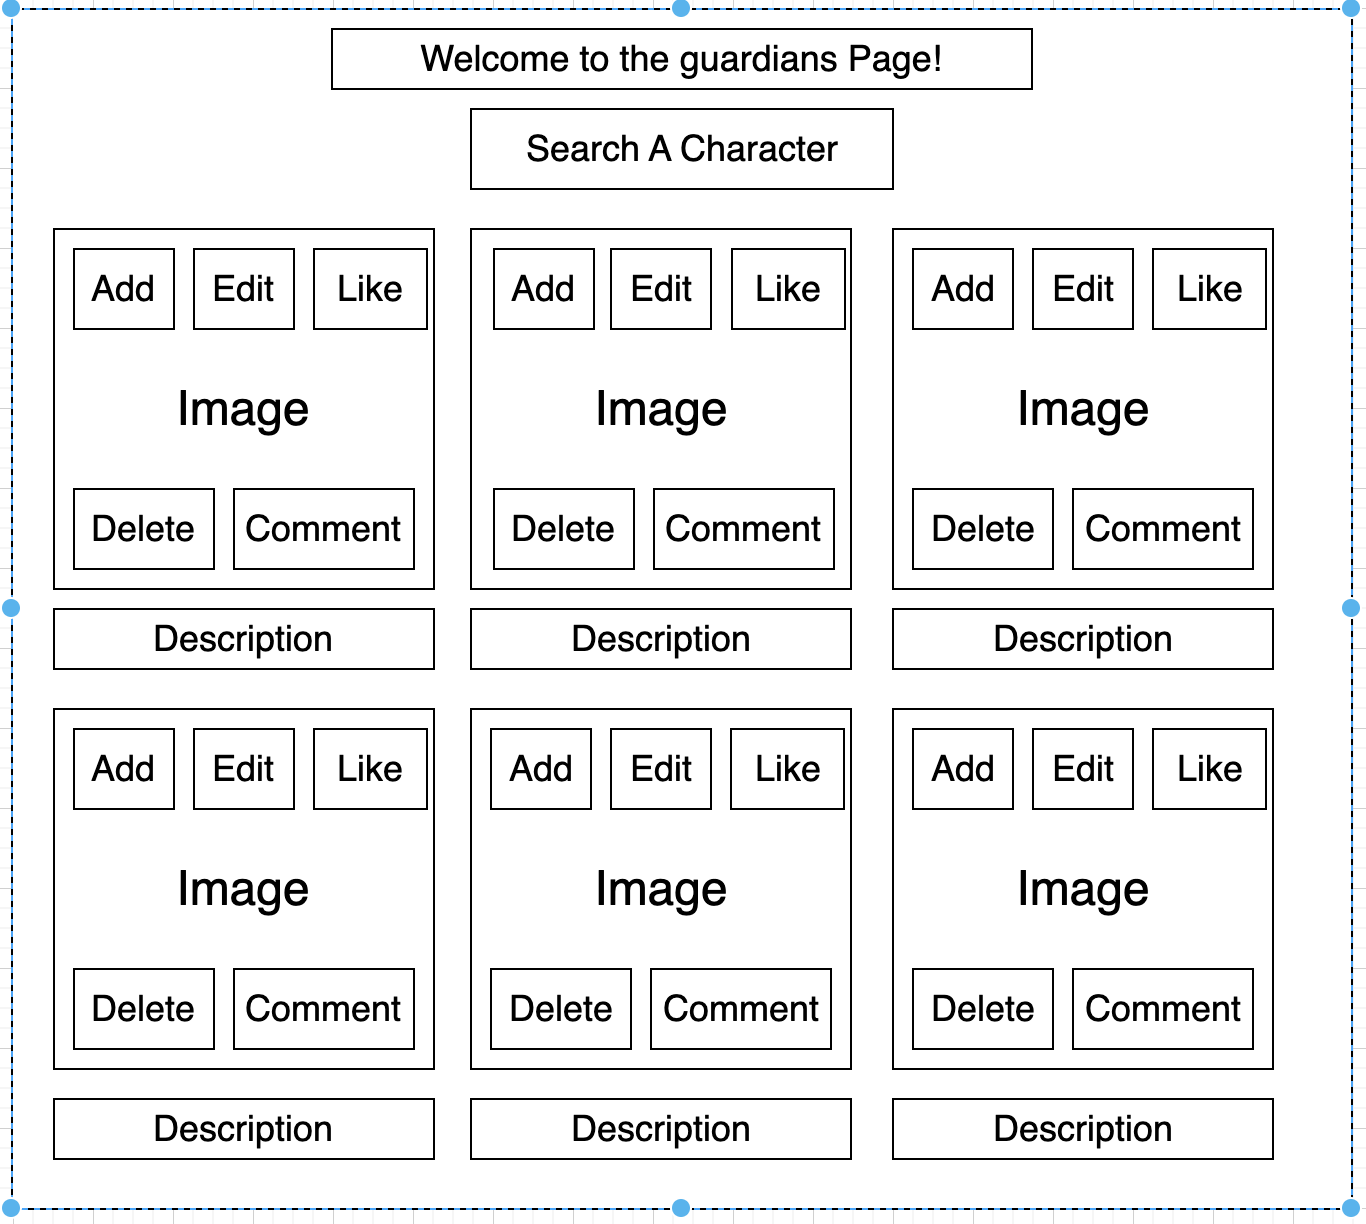 Welcome to the guardians Page!
Search A Character
Add Edit Like Add Edit Like Add Edit Like
Image Image Image
Delete Comment Delete Comment Delete Comment
Description Description Description
Add Edit Like Add Edit Like Add Edit Like
Image Image Image
Delete Comment Delete Comment Delete Comment
Description Description Description